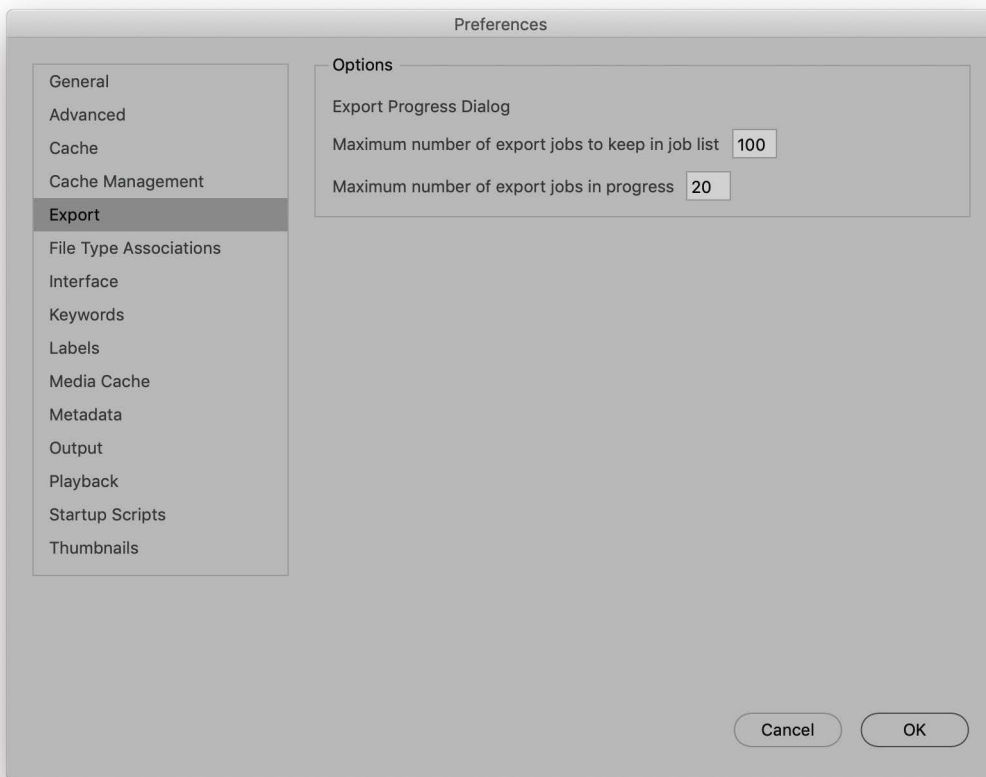 Preferences
General
Advanced
Cache
Cache Management
Export
File Type Associations
Interface
Keywords
Labels
Media Cache
Metadata
Output
Playback
Startup Scripts
Thumbnails
Options
Export Progress Dialog
Maximum number of export jobs to keep in job list 100
Maximum number of export jobs in progress 20
Cancel OK